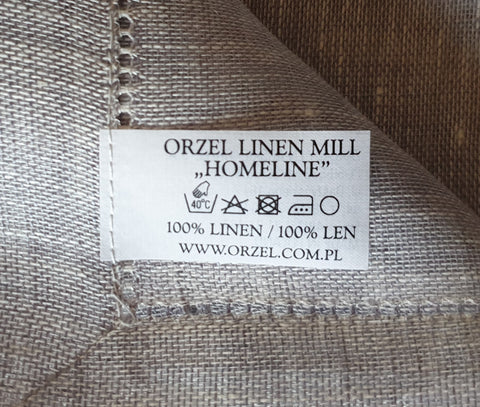 ORZEL LINEN MILL
„HOMELINE”
40°C
100% LINEN / 100% LEN
WWW.ORZEL.COM.PL